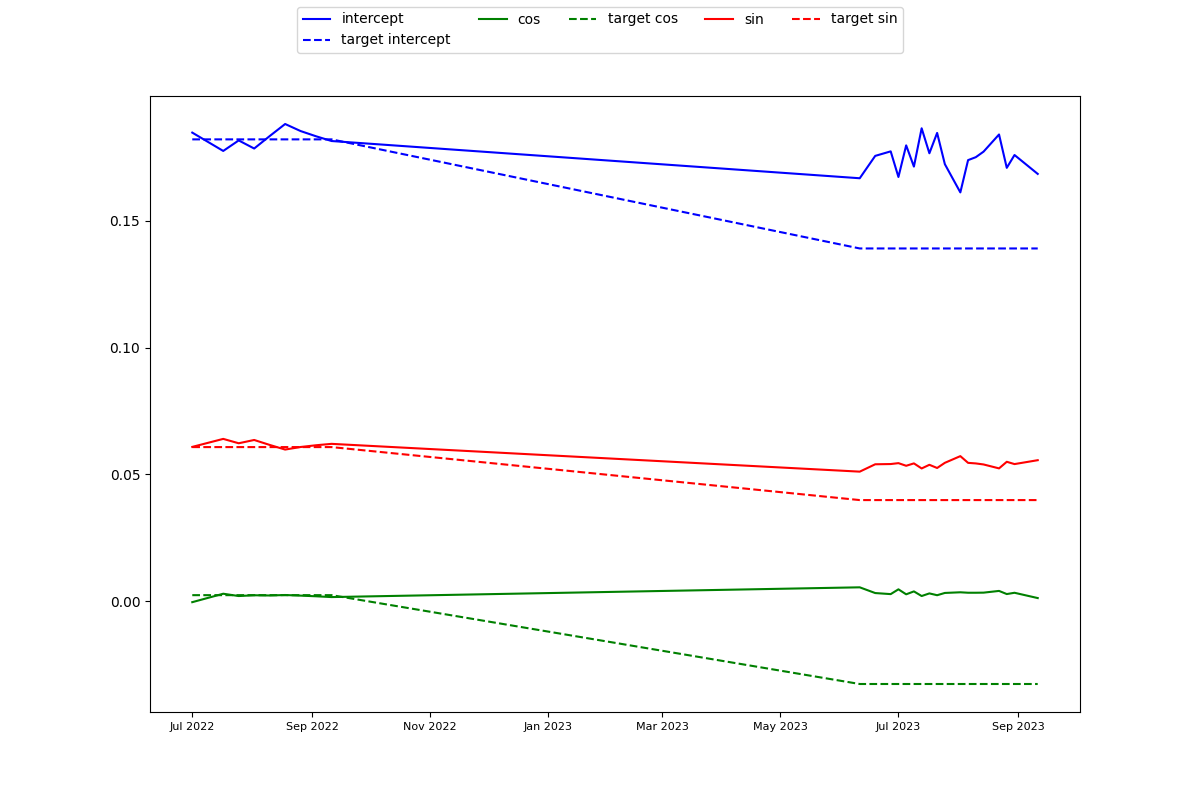 intercept cos target cos sin target sin
target intercept
0.15
0.10
0.05
0.00
Jul 2022 Sep 2022 Nov 2022 Jan 2023 Mar 2023 May 2023 Jul 2023 Sep 2023